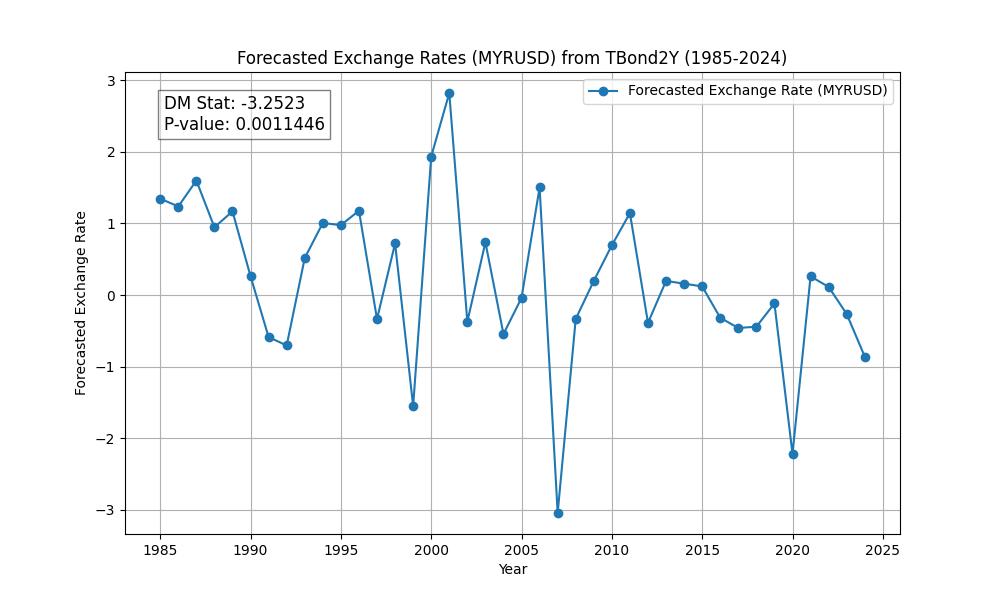 Forecasted Exchange Rates (MYRUSD) from TBond2Y (1985-2024)
DM Stat: -3.2523
P-value: 0.0011446
Forecasted Exchange Rate (MYRUSD)
Forecasted Exchange Rate
3
2
1
0
−1
−2
−3
1985 1990 1995 2000 2005 2010 2015 2020 2025
Year